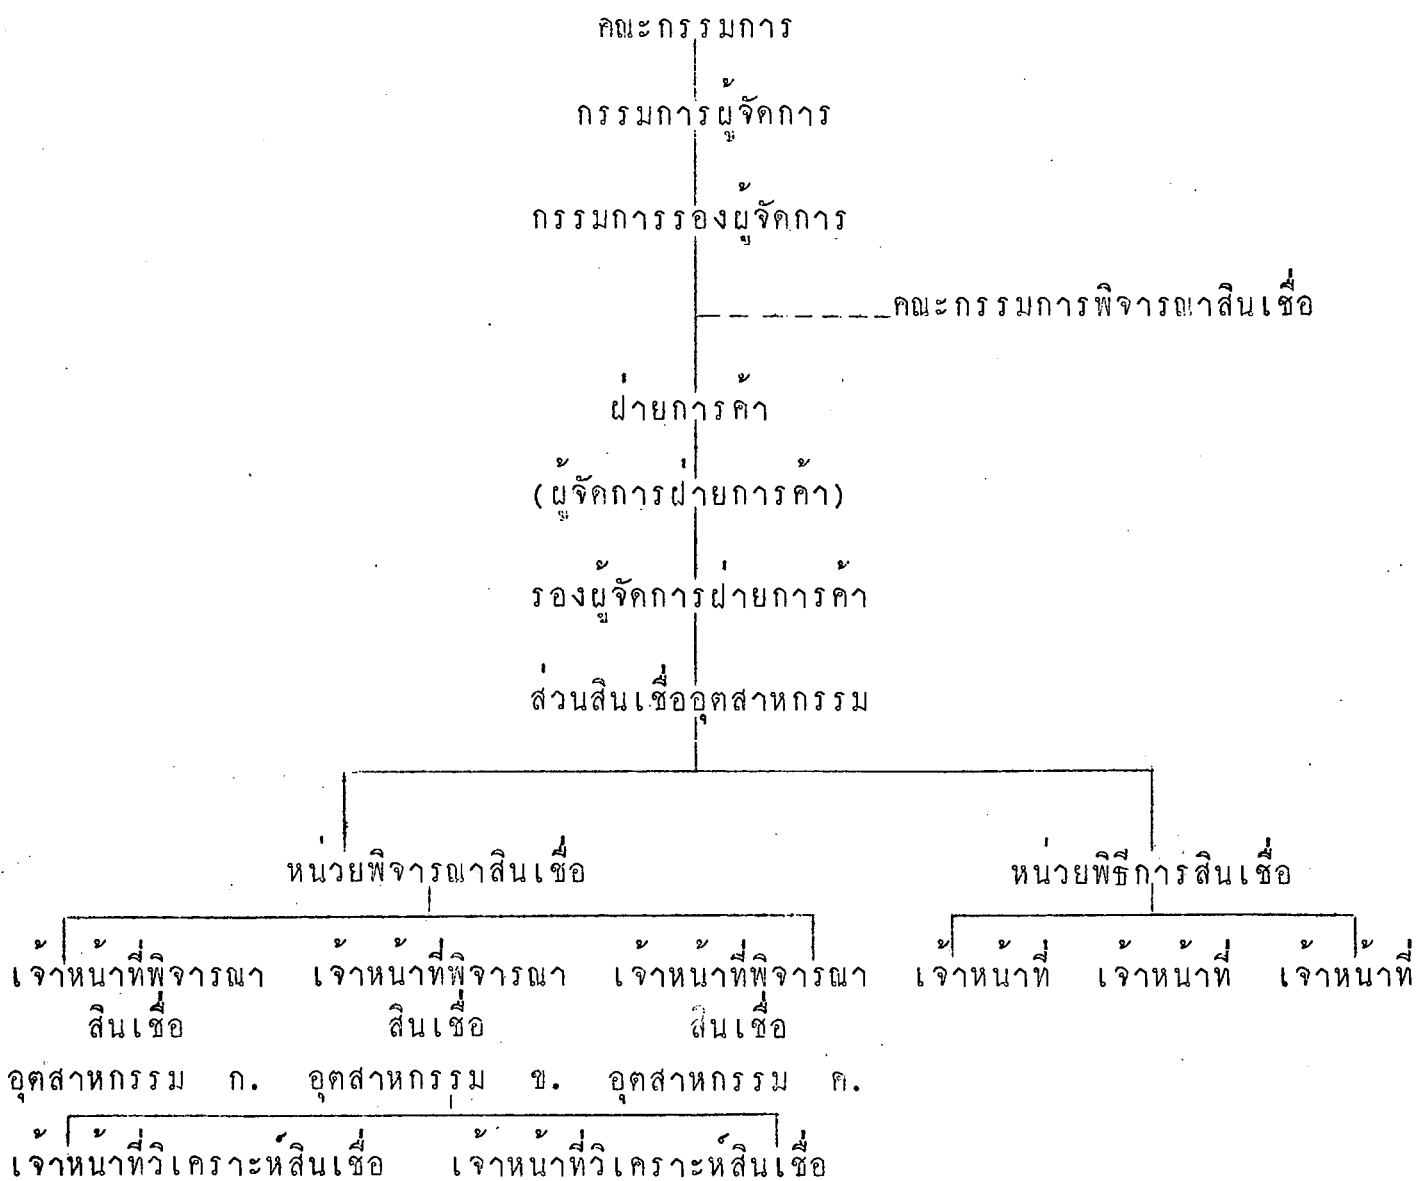 คณะกรรมการ
กรรมการผู้จัดการ
กรรมการรองผู้จัดการ
คณะกรรมการพิจารณาสินเชื่อ
ฝ่ายการค้า
(ผู้จัดการฝ่ายการค้า)
รองผู้จัดการฝ่ายการค้า
ส่วนสินเชื่ออุตสาหกรรม
หน่วยพิจารณาสินเชื่อ หน่วยพิธีการสินเชื่อ
เจ้าหน้าที่พิจารณา เจ้าหน้าที่พิจารณา เจ้าหน้าที่พิจารณา เจ้าหน้าที่ เจ้าหน้าที่ เจ้าหน้าที่
สินเชื่อ สินเชื่อ สินเชื่อ
อุตสาหกรรม ก. อุตสาหกรรม ข. อุตสาหกรรม ค.
เจ้าหน้าที่วิเคราะห์สินเชื่อ เจ้าหน้าที่วิเคราะห์สินเชื่อ